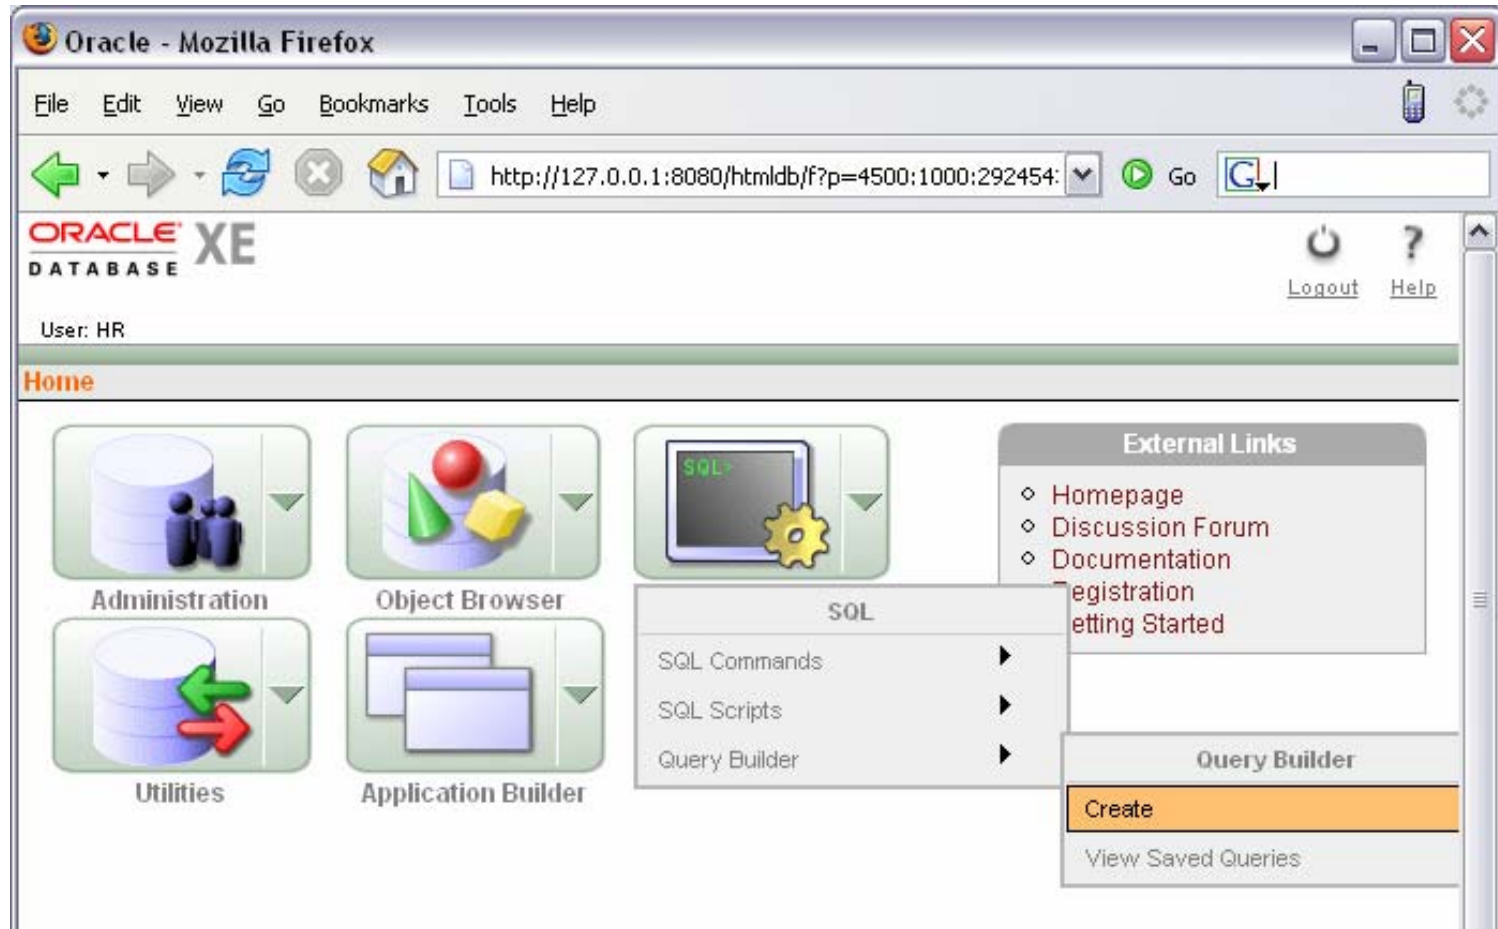 Oracle - Mozilla Firefox
File Edit View Go Bookmarks Tools Help
http://127.0.0.1:8080/htmldb/f?p=4500:1000:292454: Go G
ORACLE XE
DATABASE
Logout Help
User: HR
Home
SQL>
External Links
Homepage
Discussion Forum
Documentation
egistration
etting Started
Administration Object Browser
SQL
SQL Commands
SQL Scripts
Query Builder
Utilities Application Builder
Query Builder
Create
View Saved Queries